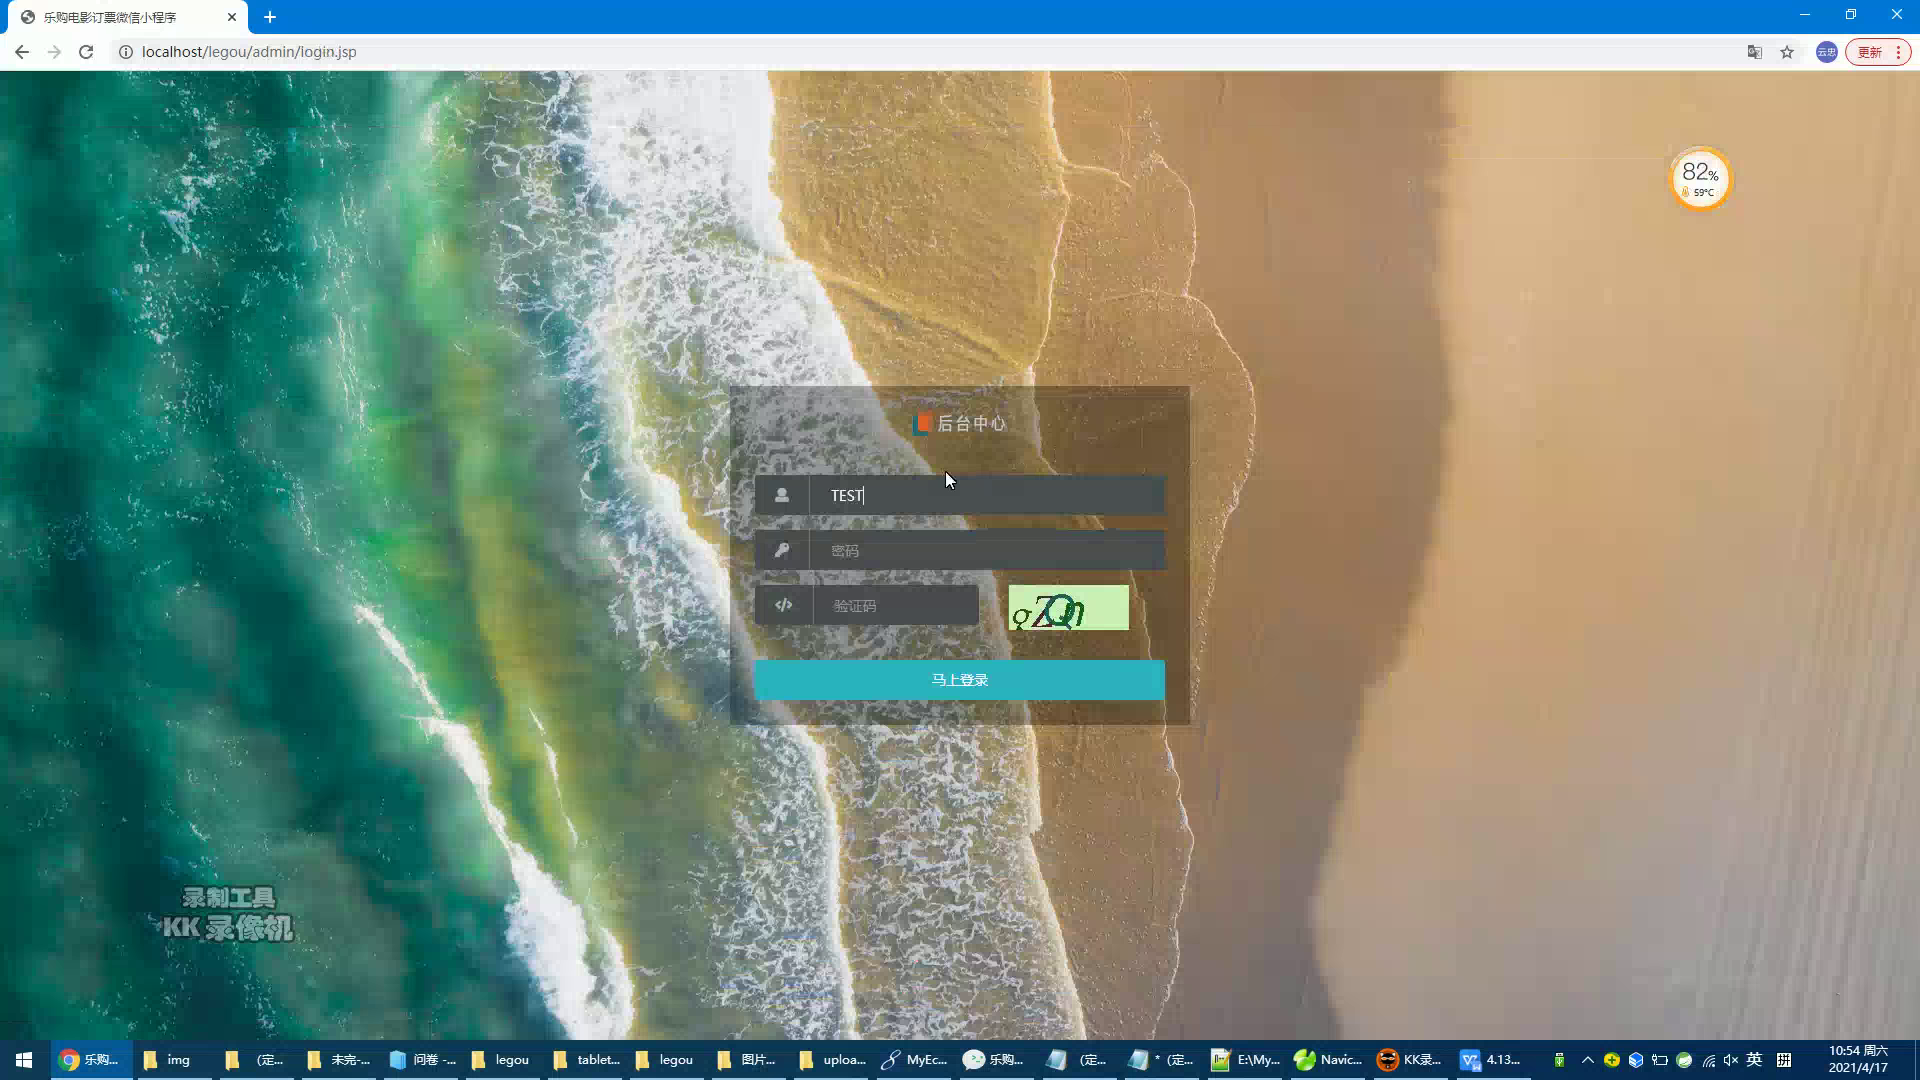 乐购电影订票微信小程序
localhost/legou/admin/login.jsp
云忠
更新
82%
59°C
后台中心
TEST
密码
验证码
gZQn
马上登录
录制工具
KK 录像机
乐购...
img
(定...
未完-...
问卷 -...
legou
tablet...
legou
图片...
uploa...
MyEc...
乐购...
(定...
* (定...
E:\My...
Navic...
KK录...
4.13...
英
拼
10:54 周六
2021/4/17